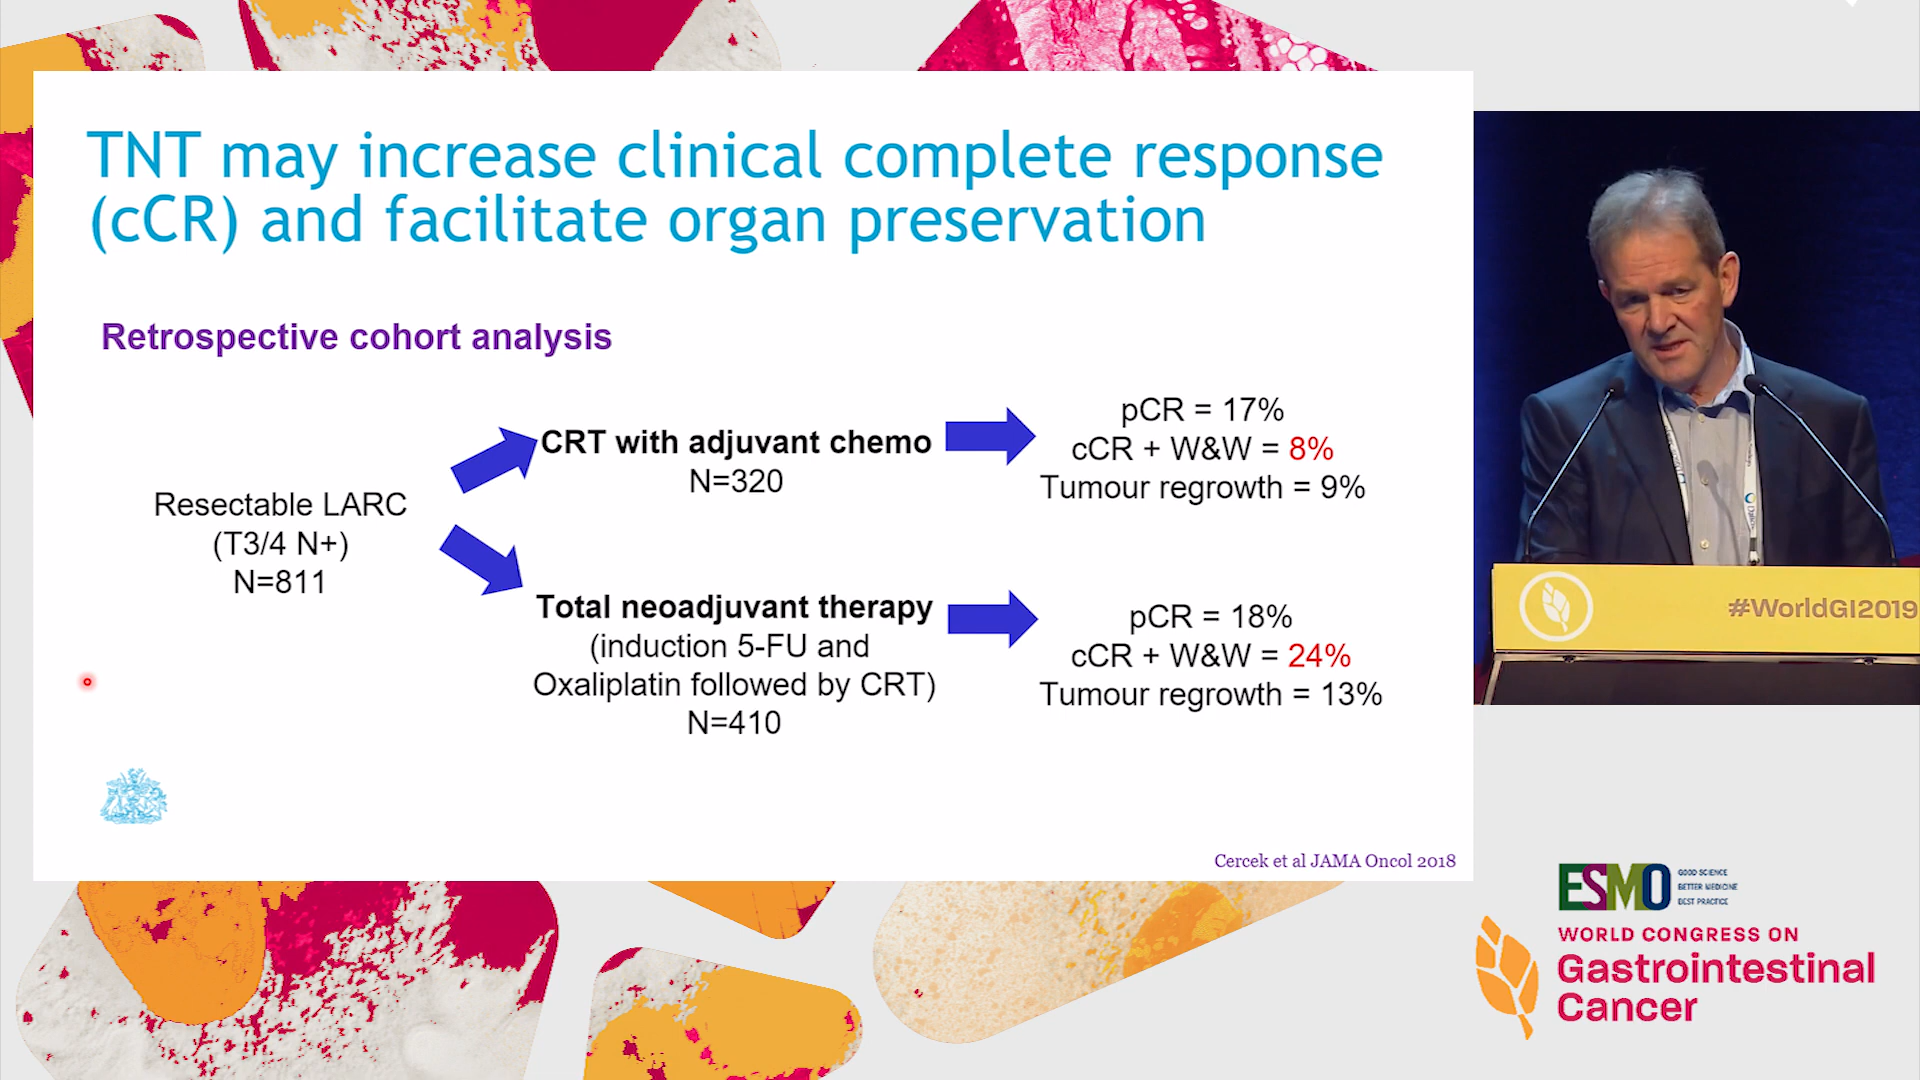 TNT may increase clinical complete response
(cCR) and facilitate organ preservation
Retrospective cohort analysis
Resectable LARC
(T3/4 N+)
N=811
CRT with adjuvant chemo
N=320
pCR = 17%
cCR + W&W = 8%
Tumour regrowth = 9%
Total neoadjuvant therapy
(induction 5-FU and
Oxaliplatin followed by CRT)
N=410
pCR = 18%
cCR + W&W = 24%
Tumour regrowth = 13%
Cercek et al JAMA Oncol 2018
#WorldGI2019
ESMO
GOOD SCIENCE
BETTER MEDICINE
BEST PRACTICE
WORLD CONGRESS ON
Gastrointestinal
Cancer